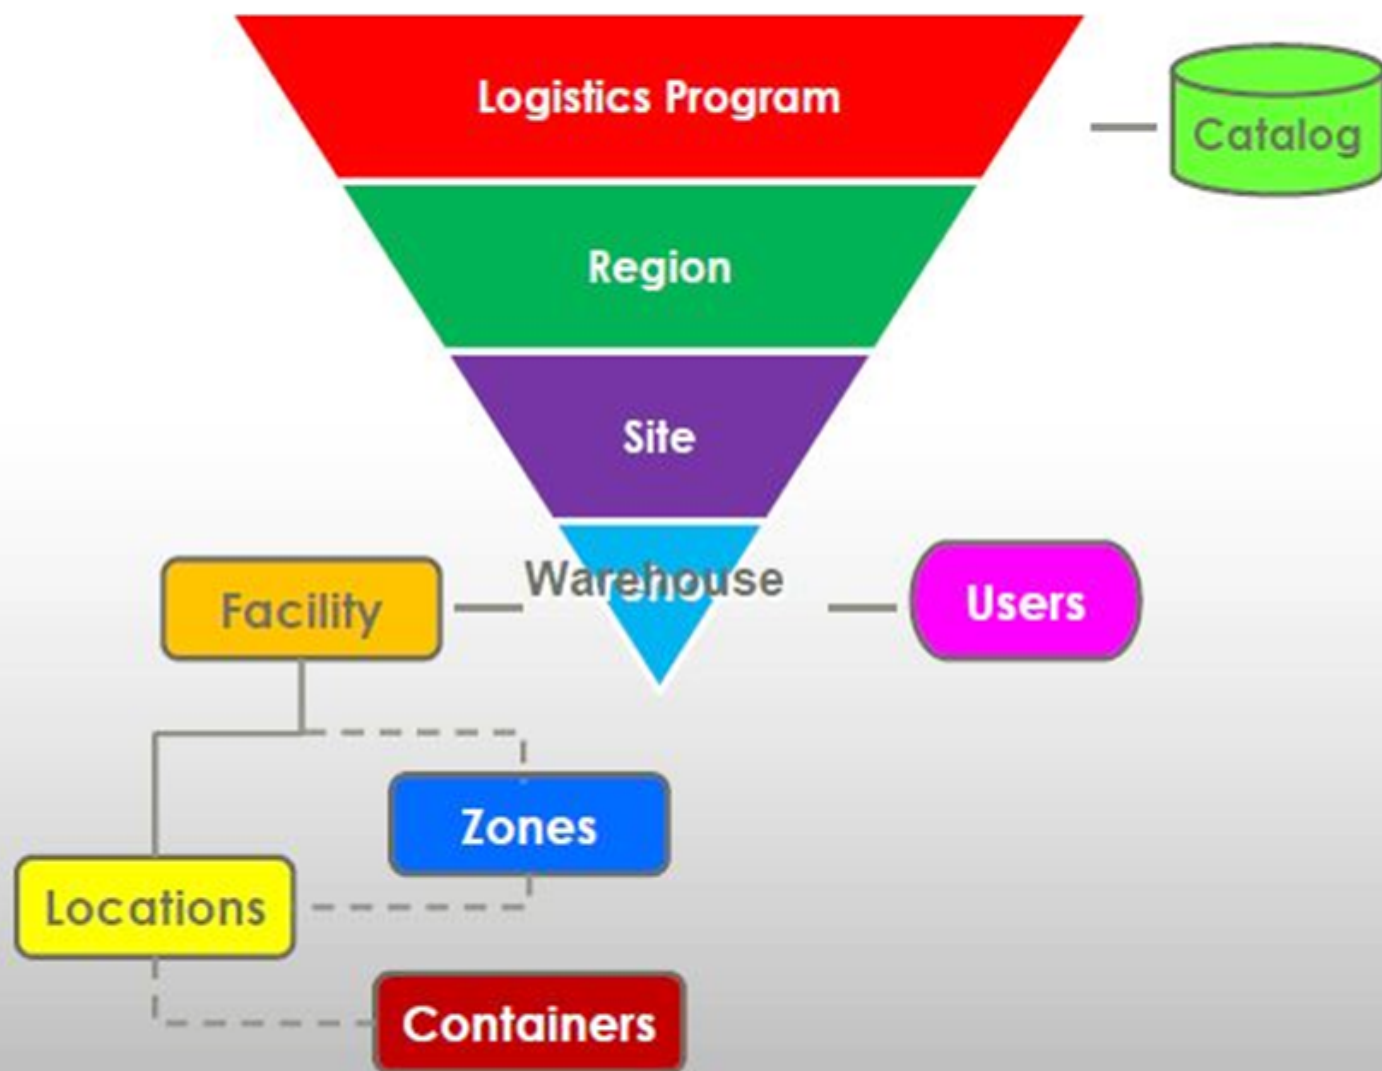 Logistics Program
Catalog
Region
Site
Warehouse
Facility
Users
Zones
Locations
Containers